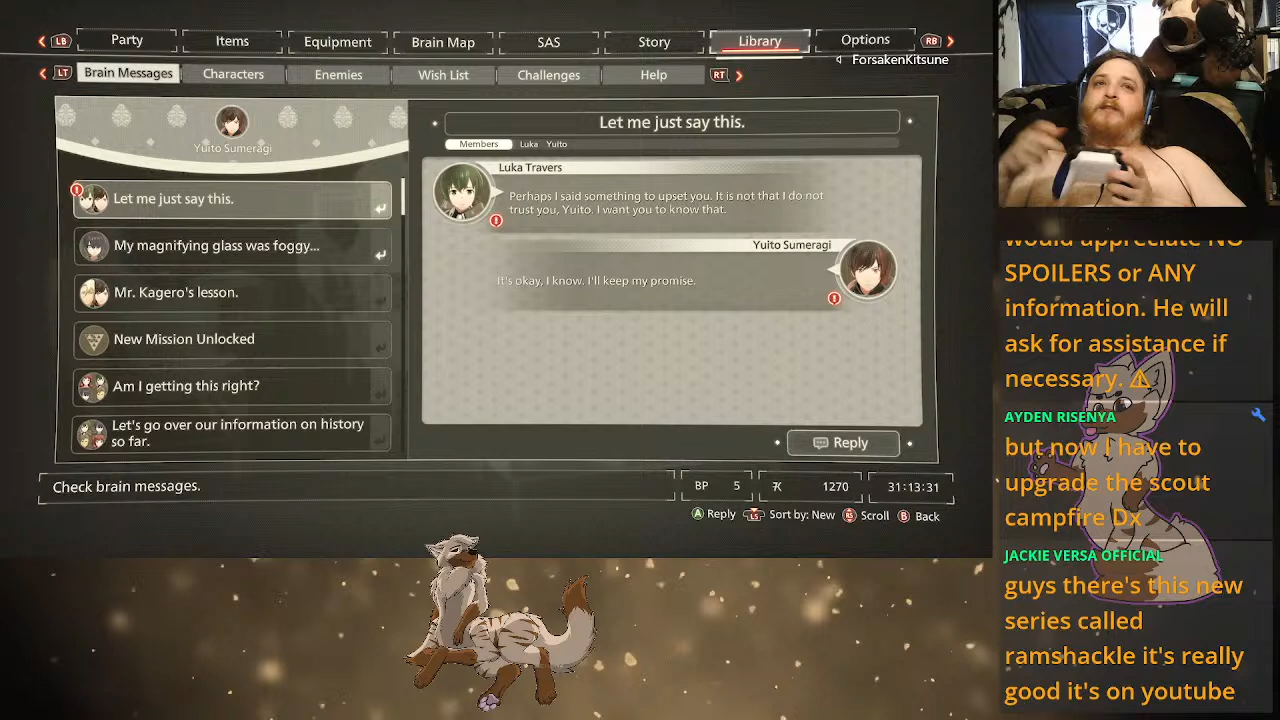 LB Party Items Equipment Brain Map SAS Story Library Options RB
ForsakenKitsune
LT Brain Messages Characters Enemies Wish List Challenges Help RT
Yuito Sumeragi
Let me just say this.
My magnifying glass was foggy...
Mr. Kagero's lesson.
New Mission Unlocked
Am I getting this right?
Let's go over our information on history
so far.
Let me just say this.
Members Luka Yuito
Luka Travers
Perhaps I said something to upset you. It is not that I do not
trust you, Yuito. I want you to know that.
Yuito Sumeragi
It's okay, I know. I'll keep my promise.
Reply
Check brain messages.
BP 5 K 1270 31:13:31
A Reply LS Sort by: New RS Scroll B Back
would appreciate NO
SPOILERS or ANY
information. He will
ask for assistance if
necessary. ⚠
AYDEN RISENYA
but now I have to
upgrade the scout
campfire Dx
JACKIE VERSA OFFICIAL
guys there's this new
series called
ramshackle it's really
good it's on youtube